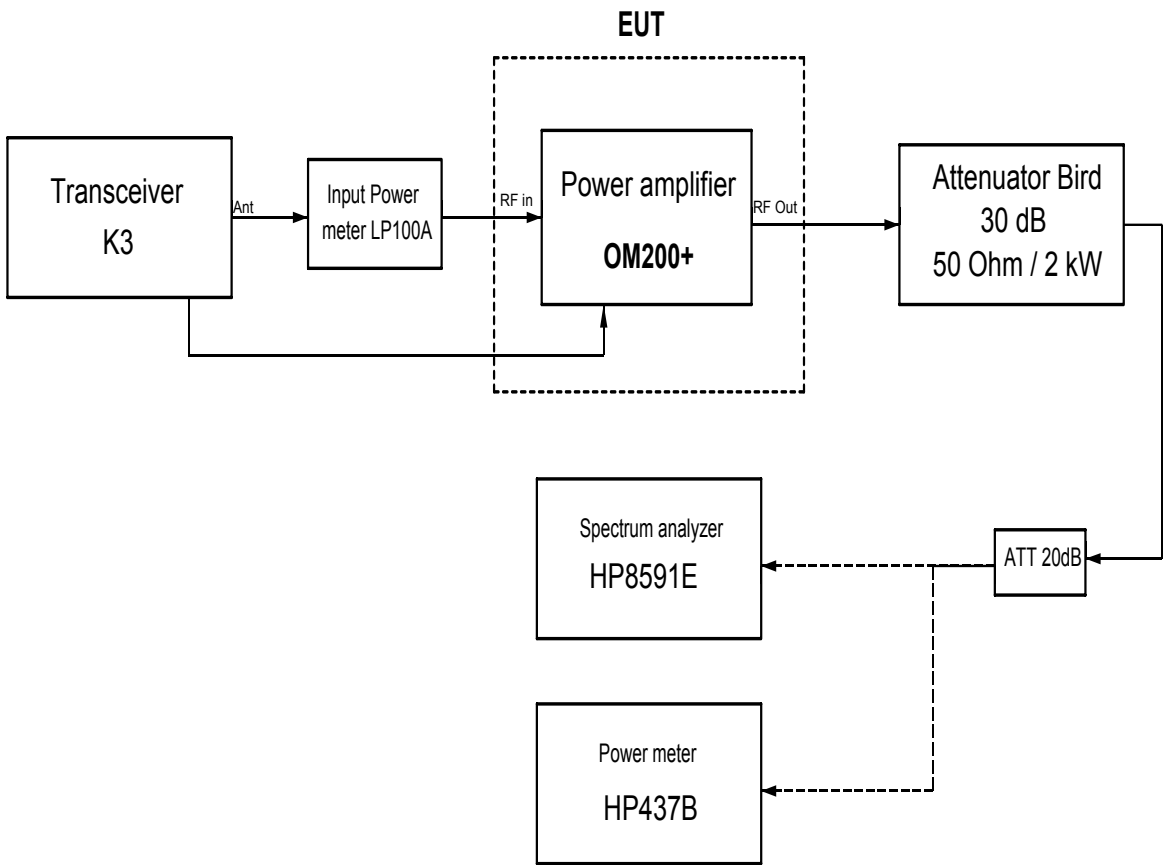 EUT
Transceiver
K3
Ant
Input Power
meter LP100A
RF in
Power amplifier
OM200+
RF Out
Attenuator Bird
30 dB
50 Ohm / 2 kW
Spectrum analyzer
HP8591E
ATT 20dB
Power meter
HP437B